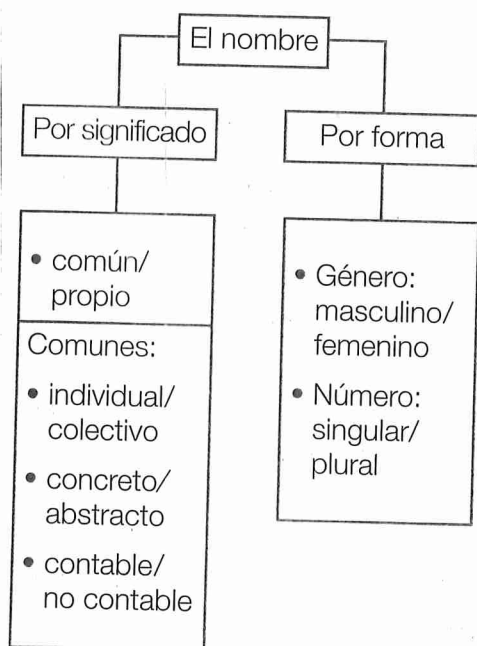 El nombre
Por significado
Por forma
• común/
propio
Comunes:
• individual/
colectivo
• concreto/
abstracto
• contable/
no contable
• Género:
masculino/
femenino
• Número:
singular/
plural